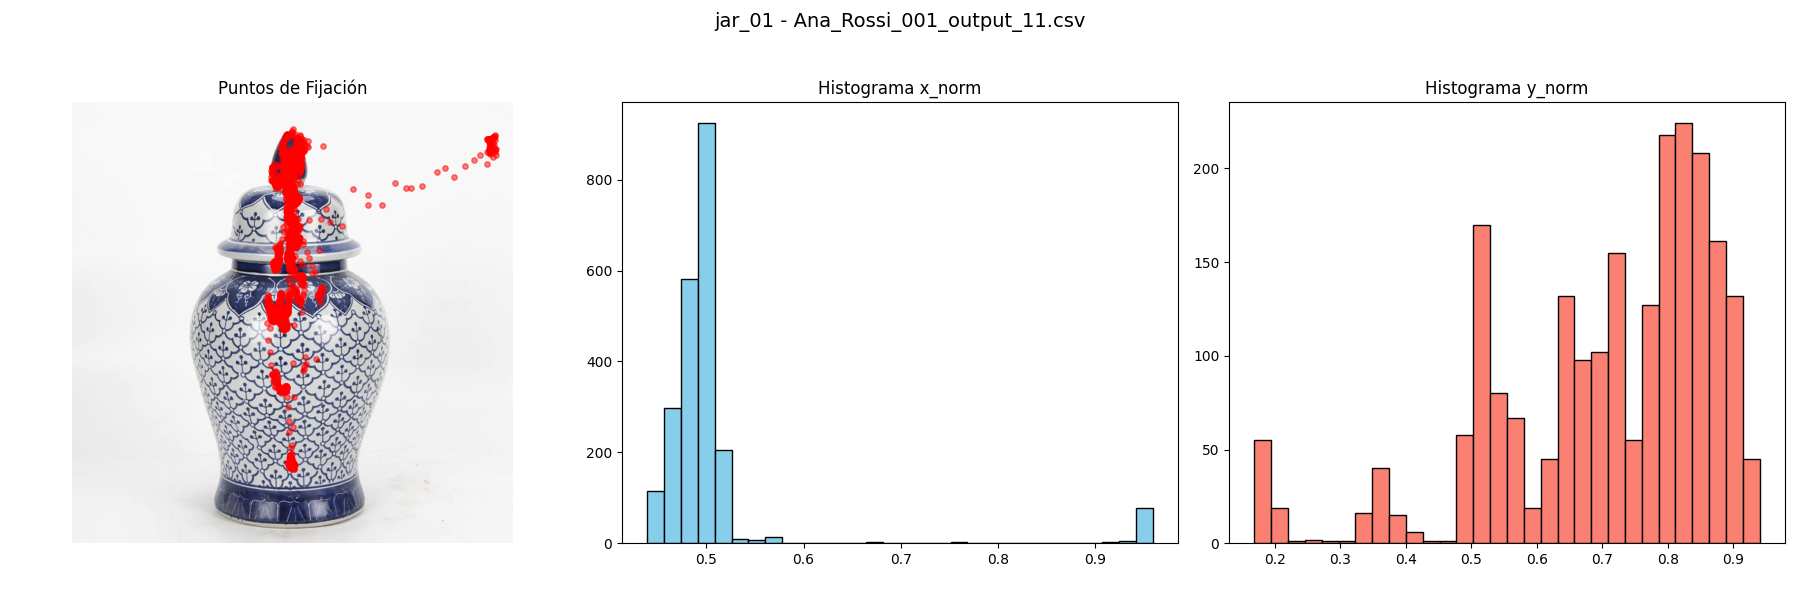 jar_01 - Ana_Rossi_001_output_11.csv
Puntos de Fijación
Histograma x_norm
Histograma y_norm
800
600
400
200
0
0.5 0.6 0.7 0.8 0.9
200
150
100
50
0
0.2 0.3 0.4 0.5 0.6 0.7 0.8 0.9